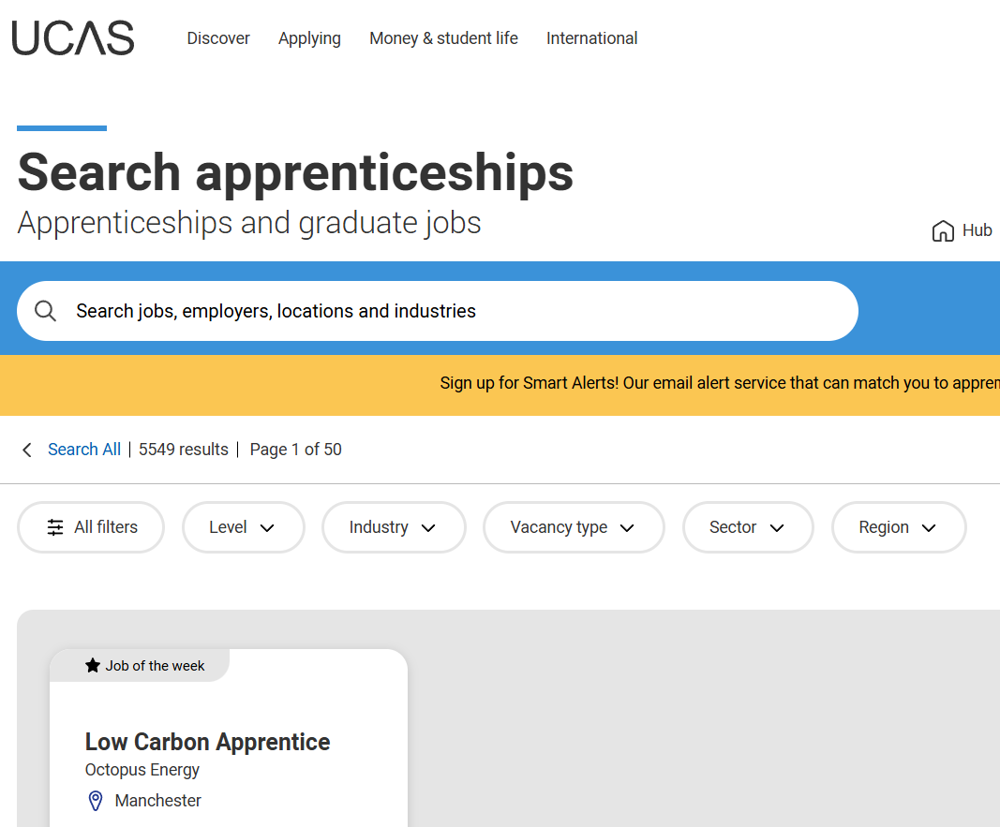 UCAS
Discover Applying Money & student life International
Search apprenticeships
Apprenticeships and graduate jobs
Hub
Search jobs, employers, locations and industries
Sign up for Smart Alerts! Our email alert service that can match you to appren
Search All | 5549 results | Page 1 of 50
All filters Level Industry Vacancy type Sector Region
Job of the week
Low Carbon Apprentice
Octopus Energy
Manchester